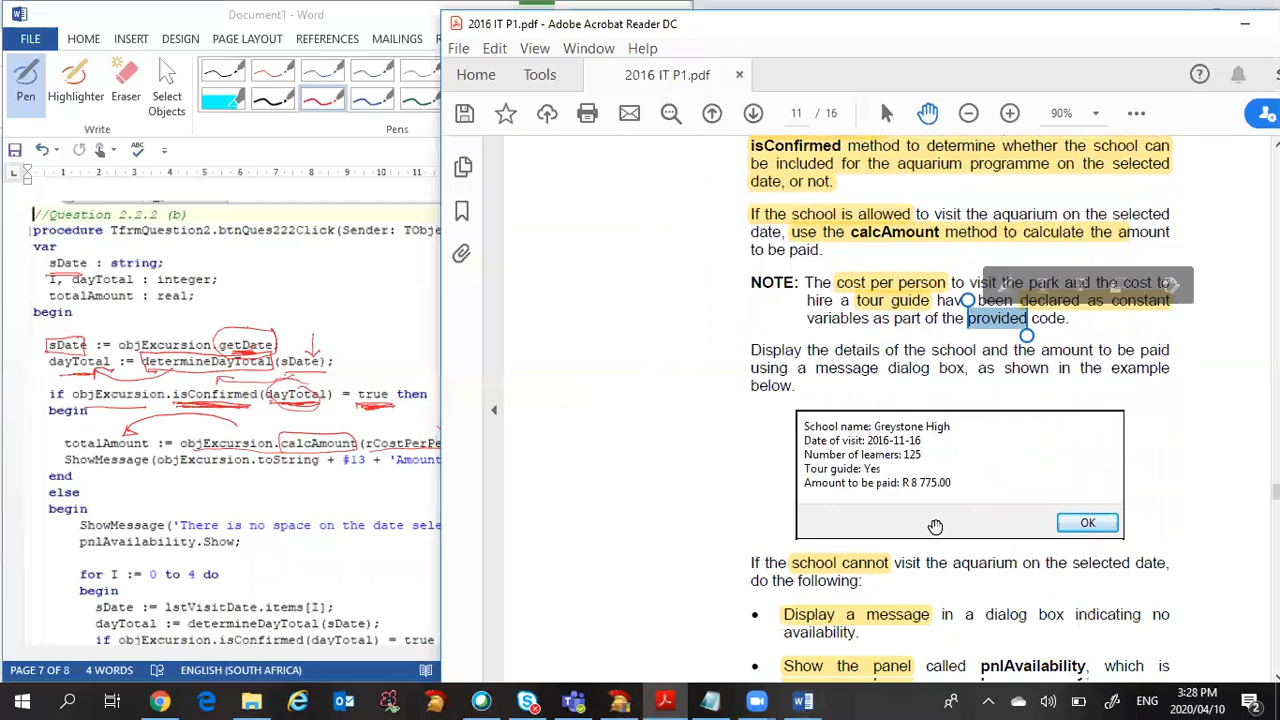 Document1 - Word
FILE HOME INSERT DESIGN PAGE LAYOUT REFERENCES MAILINGS
Pen Highlighter Eraser Select Objects
Write Pens
1 2 3 4 5 6 7 8 9
//Question 2.2.2 (b)
procedure TfrmQuestion2.btnQues222Click(Sender: TObje
var
sDate : string;
I, dayTotal : integer;
totalAmount : real;
begin
sDate := objExcursion.getDate;
dayTotal := determineDayTotal(sDate);
if objExcursion.isConfirmed(dayTotal) = true then
begin
totalAmount := objExcursion.calcAmount(rCostPerPe
ShowMessage(objExcursion.toString + #13 + 'Amount
end
else
begin
ShowMessage('There is no space on the date sele
pnlAvailability.Show;
for I := 0 to 4 do
begin
sDate := lstVisitDate.items[I];
dayTotal := determineDayTotal(sDate);
if objExcursion.isConfirmed(dayTotal) = true
PAGE 7 OF 8 4 WORDS ENGLISH (SOUTH AFRICA)
2016 IT P1.pdf - Adobe Acrobat Reader DC
File Edit View Window Help
Home Tools 2016 IT P1.pdf ×
11 / 16 90%
isConfirmed method to determine whether the school can
be included for the aquarium programme on the selected
date, or not.
If the school is allowed to visit the aquarium on the selected
date, use the calcAmount method to calculate the amount
to be paid.
NOTE: The cost per person to visit the park and the cost to
hire a tour guide have been declared as constant
variables as part of the provided code.
Display the details of the school and the amount to be paid
using a message dialog box, as shown in the example
below.
School name: Greystone High
Date of visit: 2016-11-16
Number of learners: 125
Tour guide: Yes
Amount to be paid: R 8 775.00
OK
If the school cannot visit the aquarium on the selected date,
do the following:
• Display a message in a dialog box indicating no
availability.
• Show the panel called pnlAvailability, which is
ENG 3:28 PM
2020/04/10 2